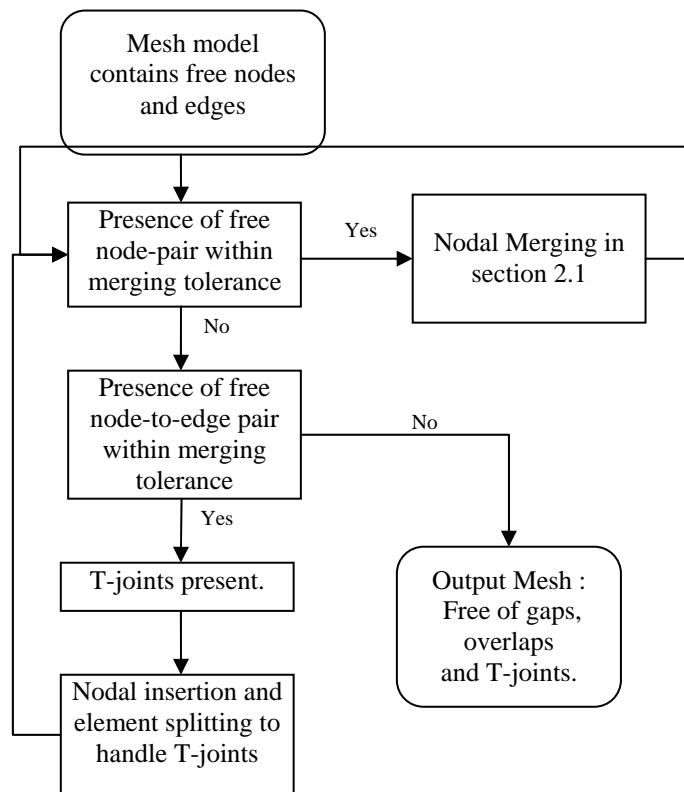 Mesh model
contains free nodes
and edges
Presence of free
node-pair within
merging tolerance
Yes
Nodal Merging in
section 2.1
No
Presence of free
node-to-edge pair
within merging
tolerance
No
Yes
T-joints present.
Output Mesh :
Free of gaps,
overlaps
and T-joints.
Nodal insertion and
element splitting to
handle T-joints